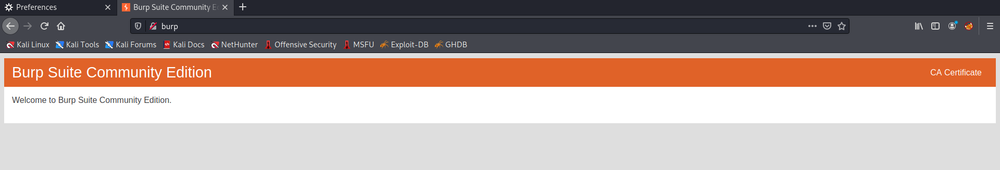 Preferences
Burp Suite Community E
burp
Kali Linux Kali Tools Kali Forums Kali Docs NetHunter Offensive Security MSFU Exploit-DB GHDB
Burp Suite Community Edition CA Certificate
Welcome to Burp Suite Community Edition.